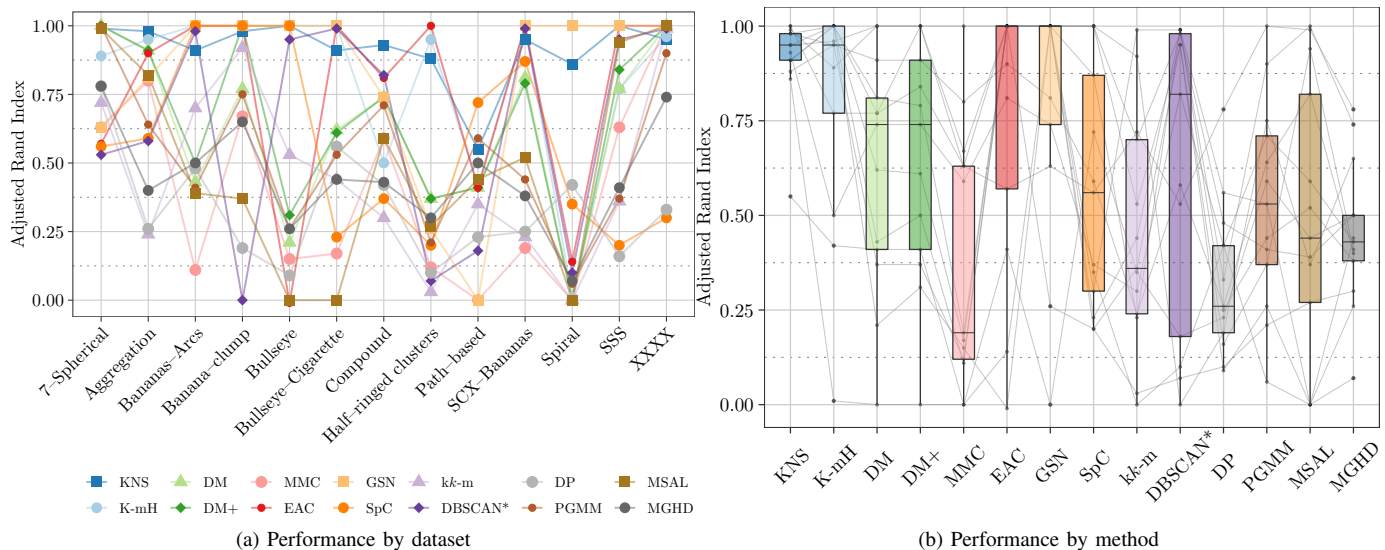 Adjusted Rand Index
1.00
0.75
0.50
0.25
0.00
7–Spherical
Aggregation
Bananas–Arcs
Banana–clump
Bullseye
Bullseye–Cigarette
Compound
Half–ringed clusters
Path–based
SCX–Bananas
Spiral
SSS
XXXX
KNS DM MMC GSN kk-m DP MSAL
K-mH DM+ EAC SpC DBSCAN* PGMM MGHD
(a) Performance by dataset
Adjusted Rand Index
1.00
0.75
0.50
0.25
0.00
KNS
K-mH
DM
DM+
MMC
EAC
GSN
SpC
kk-m
DBSCAN*
DP
PGMM
MSAL
MGHD
(b) Performance by method